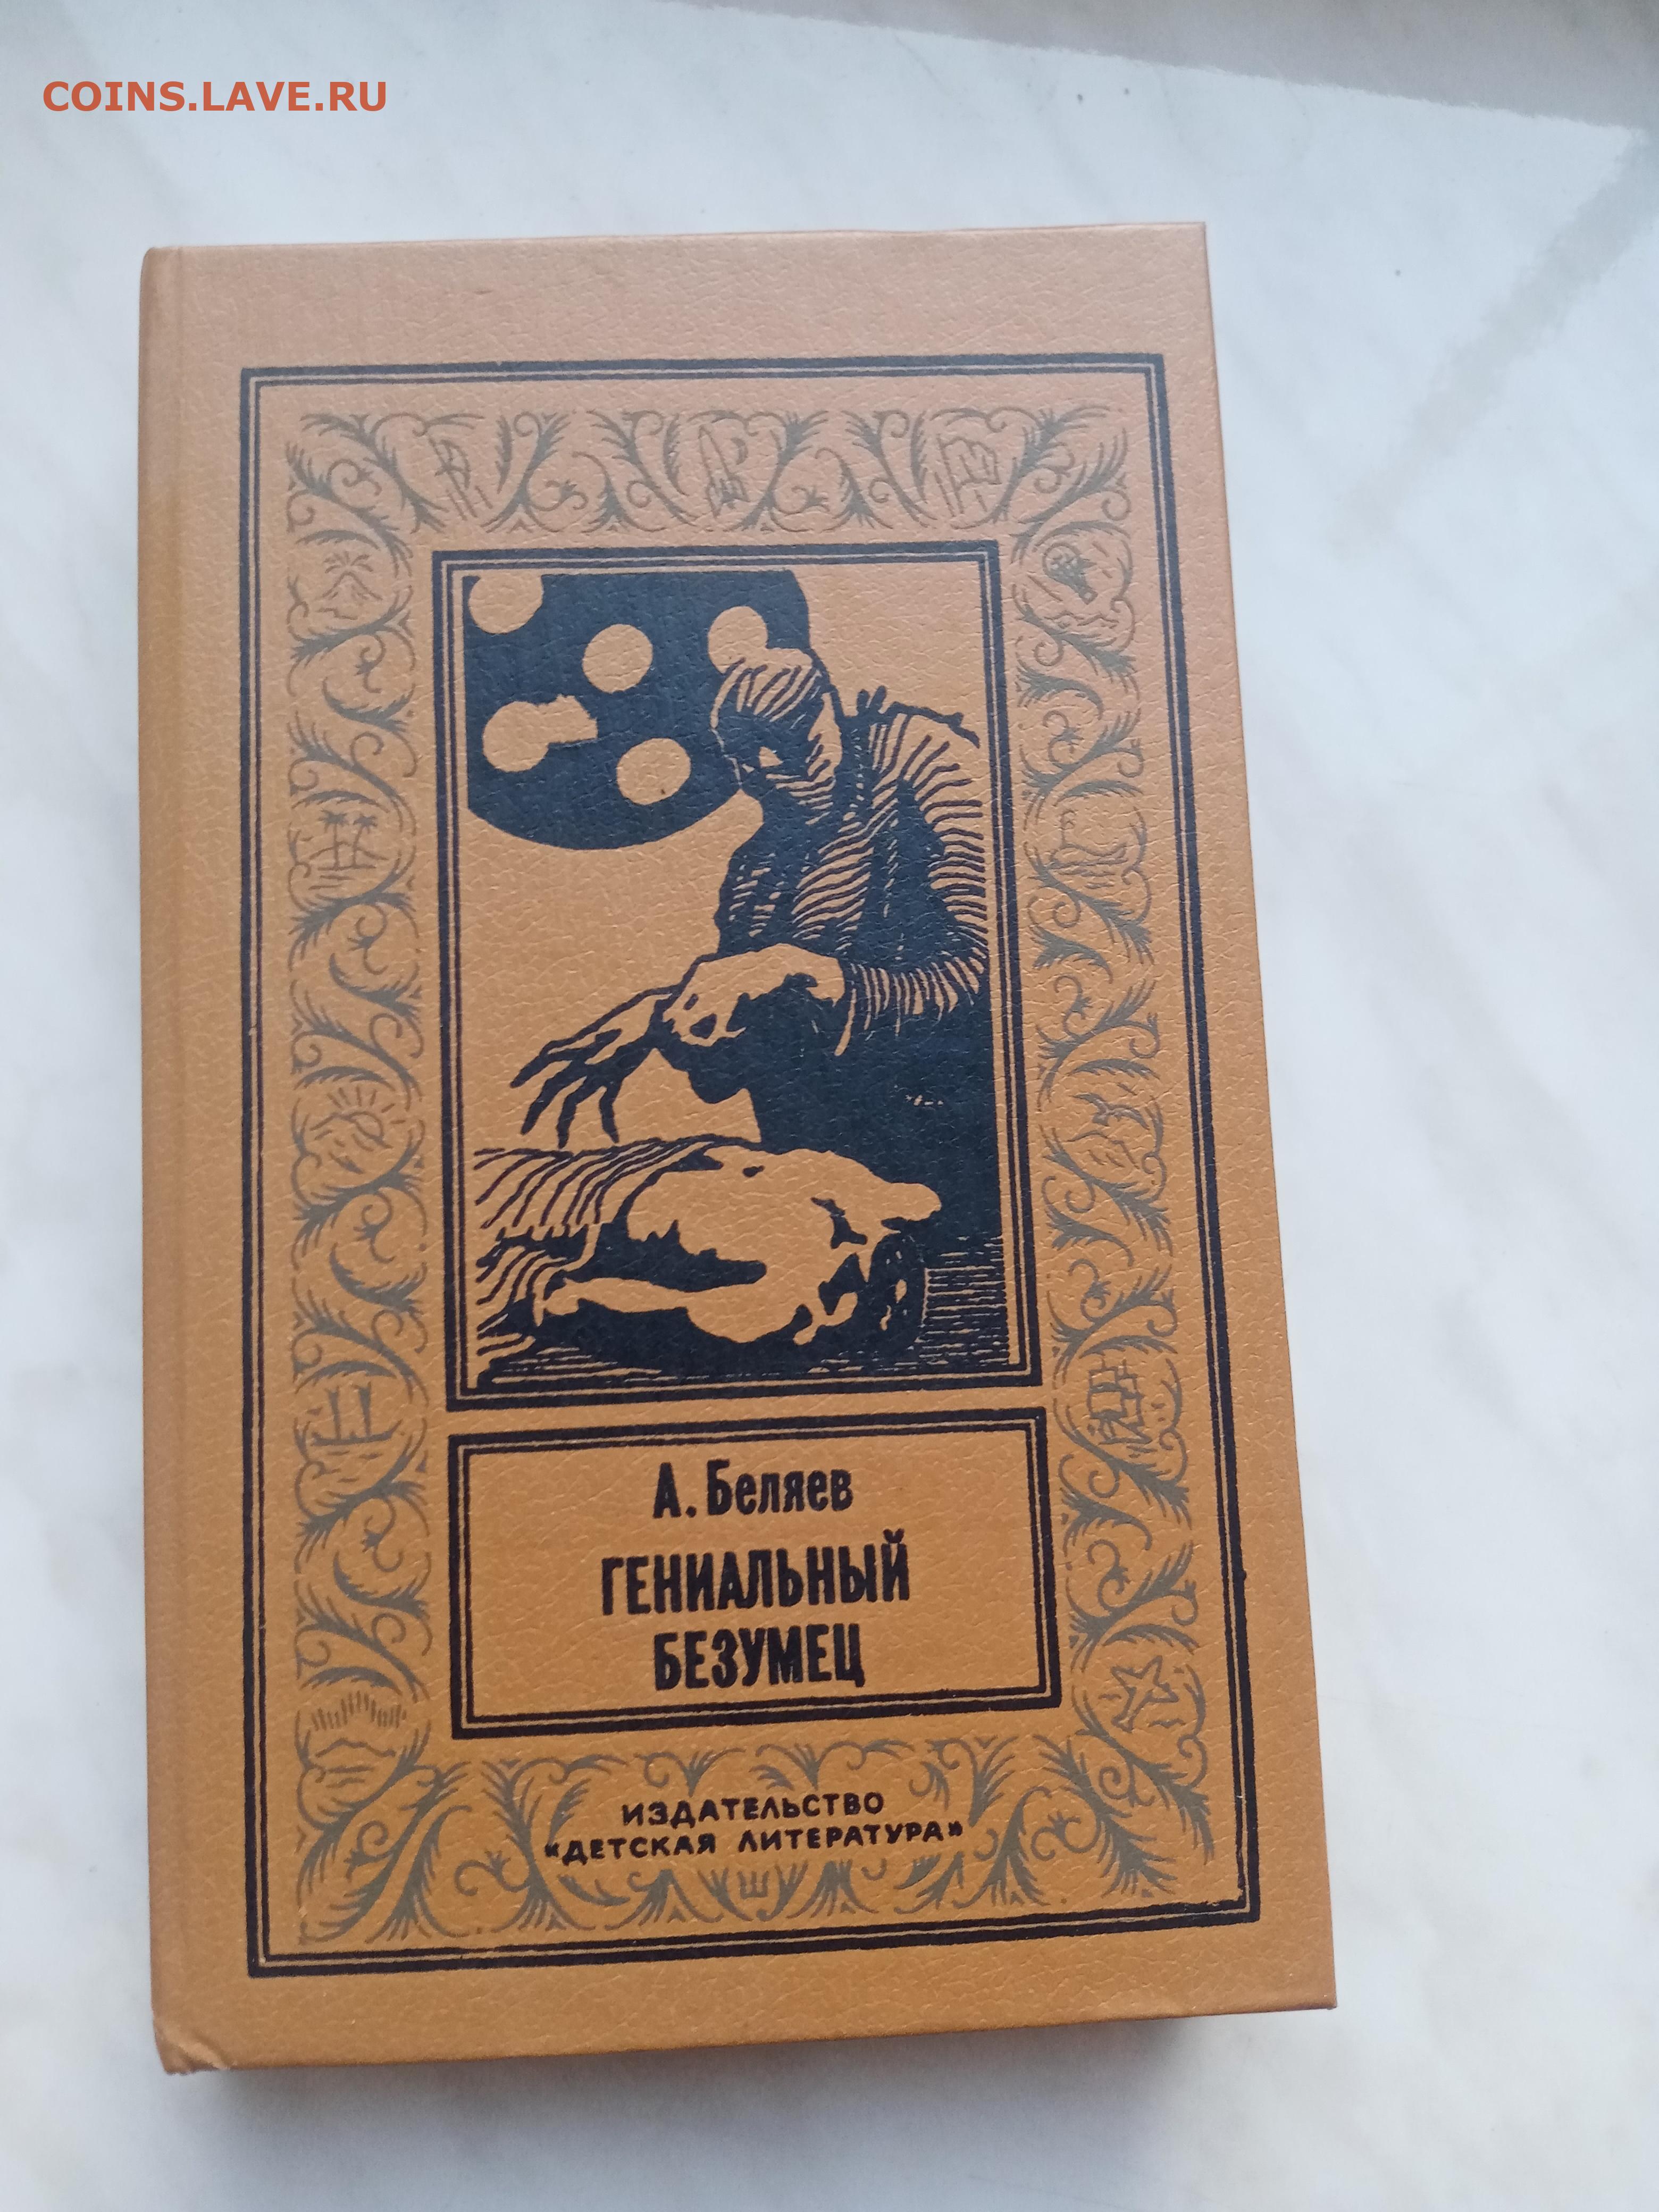 COINS.LAVE.RU
А. Беляев
ГЕНИАЛЬНЫЙ
БЕЗУМЕЦ
ИЗДАТЕЛЬСТВО
«ДЕТСКАЯ ЛИТЕРАТУРА»